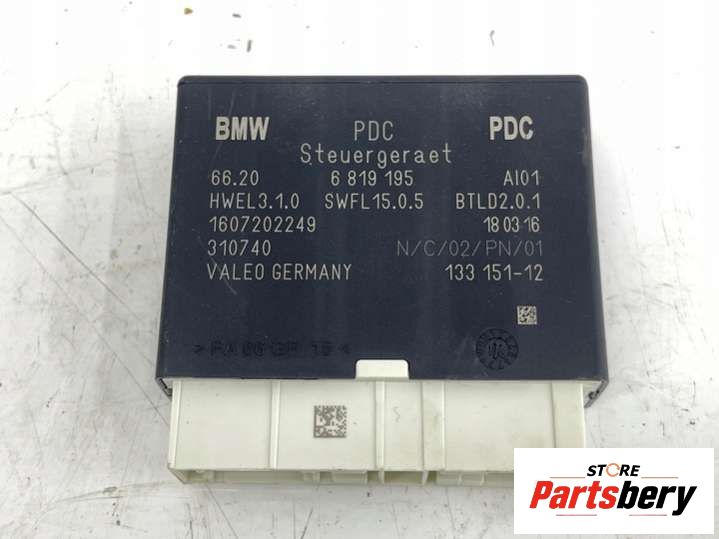 BMW PDC PDC
Steuergeraet
66.20 6 819 195 AI01
HWEL3.1.0 SWFL15.0.5 BTLD2.0.1
1607202249 18 03 16
310740 N/C/02/PN/01
VALEO GERMANY 133 151-12
STORE
Partsbery